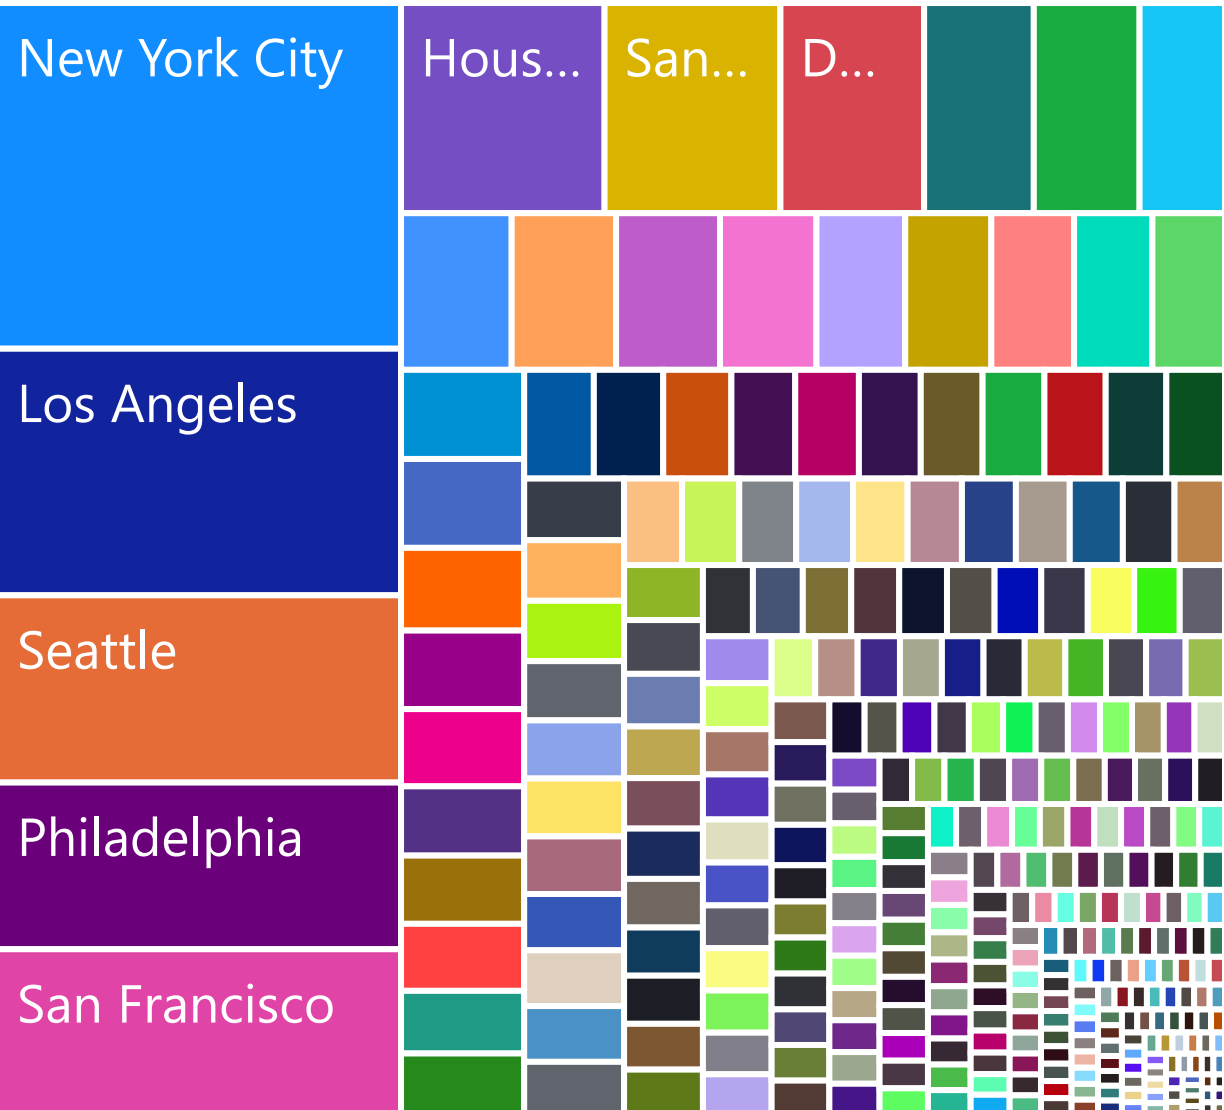 New York City
Hous...
San...
D...
Los Angeles
Seattle
Philadelphia
San Francisco